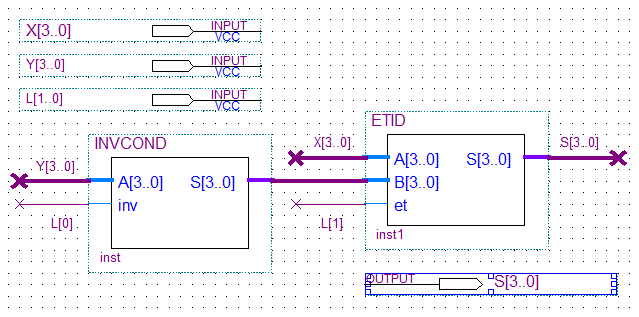 X[3..0]
INPUT
VCC
Y[3..0]
INPUT
VCC
L[1..0]
INPUT
VCC
ETID
INVCOND
X[3..0]
S[3..0]
Y[3..0]
A[3..0] S[3..0]
A[3..0] S[3..0]
B[3..0]
inv
et
L[0]
L[1]
inst1
inst
OUTPUT
S[3..0]